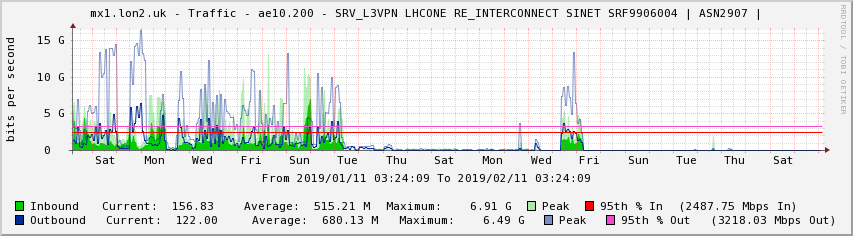 mx1.lon2.uk - Traffic - ae10.200 - SRV_L3VPN LHCONE RE_INTERCONNECT SINET SRF9906004 | ASN2907 |
RRDTOOL / TOBI OETIKER
bits per second
15 G
10 G
5 G
0
Sat Mon Wed Fri Sun Tue Thu Sat Mon Wed Fri Sun Tue Thu Sat
From 2019/01/11 03:24:09 To 2019/02/11 03:24:09
Inbound Current: 156.83 Average: 515.21 M Maximum: 6.91 G Peak 95th % In (2487.75 Mbps In)
Outbound Current: 122.00 Average: 680.13 M Maximum: 6.49 G Peak 95th % Out (3218.03 Mbps Out)